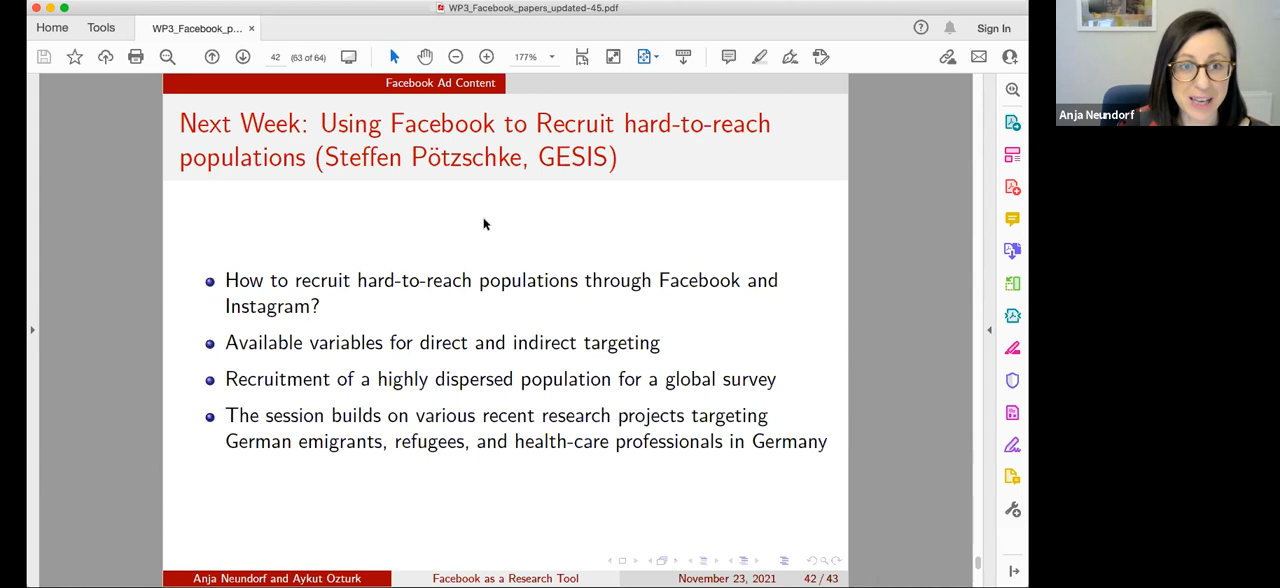 WP3_Facebook_papers_updated-45.pdf
Home
Tools
WP3_Facebook_p...
×
Sign In
42
(63 of 64)
177%
Anja Neundorf
Facebook Ad Content
Next Week: Using Facebook to Recruit hard-to-reach
populations (Steffen Pötzschke, GESIS)
How to recruit hard-to-reach populations through Facebook and
Instagram?
Available variables for direct and indirect targeting
Recruitment of a highly dispersed population for a global survey
The session builds on various recent research projects targeting
German emigrants, refugees, and health-care professionals in Germany
Anja Neundorf and Aykut Ozturk
Facebook as a Research Tool
November 23, 2021
42 / 43